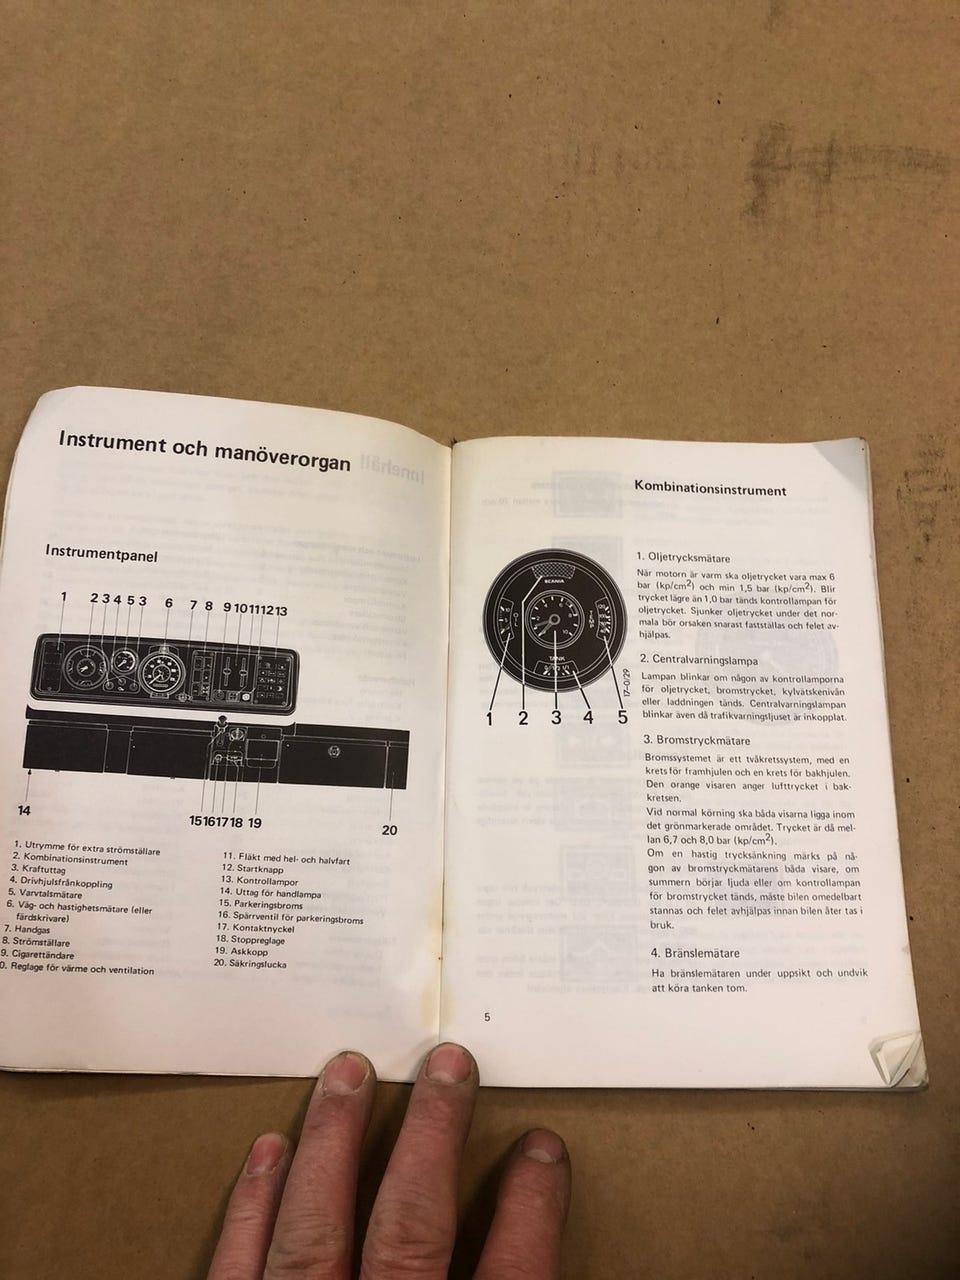 Instrument och manöverorgan
Instrumentpanel
1 2 3 4 5 3 6 7 8 9 10 11 12 13
14
15 16 17 18 19
20
1. Utrymme för extra strömställare
2. Kombinationsinstrument
3. Kraftuttag
4. Drivhjulsfrånkoppling
5. Varvtalsmätare
6. Väg- och hastighetsmätare (eller
färdskrivare)
7. Handgas
8. Strömställare
9. Cigarettändare
0. Reglage för värme och ventilation
11. Fläkt med hel- och halvfart
12. Startknapp
13. Kontrollampor
14. Uttag för handlampa
15. Parkeringsbroms
16. Spärrventil för parkeringsbroms
17. Kontaktnyckel
18. Stoppreglage
19. Askkopp
20. Säkringslucka
Kombinationsinstrument
SCANIA
OIL
TEMP
TANK
17-0/29
1 2 3 4 5
1. Oljetrycksmätare
När motorn är varm ska oljetrycket vara max 6
bar (kp/cm2) och min 1,5 bar (kp/cm2). Blir
trycket lägre än 1,0 bar tänds kontrollampan för
oljetrycket. Sjunker oljetrycket under det nor-
mala bör orsaken snarast fastställas och felet av-
hjälpas.
2. Centralvarningslampa
Lampan blinkar om någon av kontrollamporna
för oljetrycket, bromstrycket, kylvätskenivån
eller laddningen tänds. Centralvarningslampan
blinkar även då trafikvarningsljuset är inkopplat.
3. Bromstryckmätare
Bromssystemet är ett tvåkretssystem, med en
krets för framhjulen och en krets för bakhjulen.
Den orange visaren anger lufttrycket i bak-
kretsen.
Vid normal körning ska båda visarna ligga inom
det grönmarkerade området. Trycket är då mel-
lan 6,7 och 8,0 bar (kp/cm2).
Om en hastig trycksänkning märks på nå-
gon av bromstryckmätarens båda visare, om
summern börjar ljuda eller om kontrollampan
för bromstrycket tänds, måste bilen omedelbart
stannas och felet avhjälpas innan bilen åter tas i
bruk.
4. Bränslemätare
Ha bränslemätaren under uppsikt och undvik
att köra tanken tom.
5